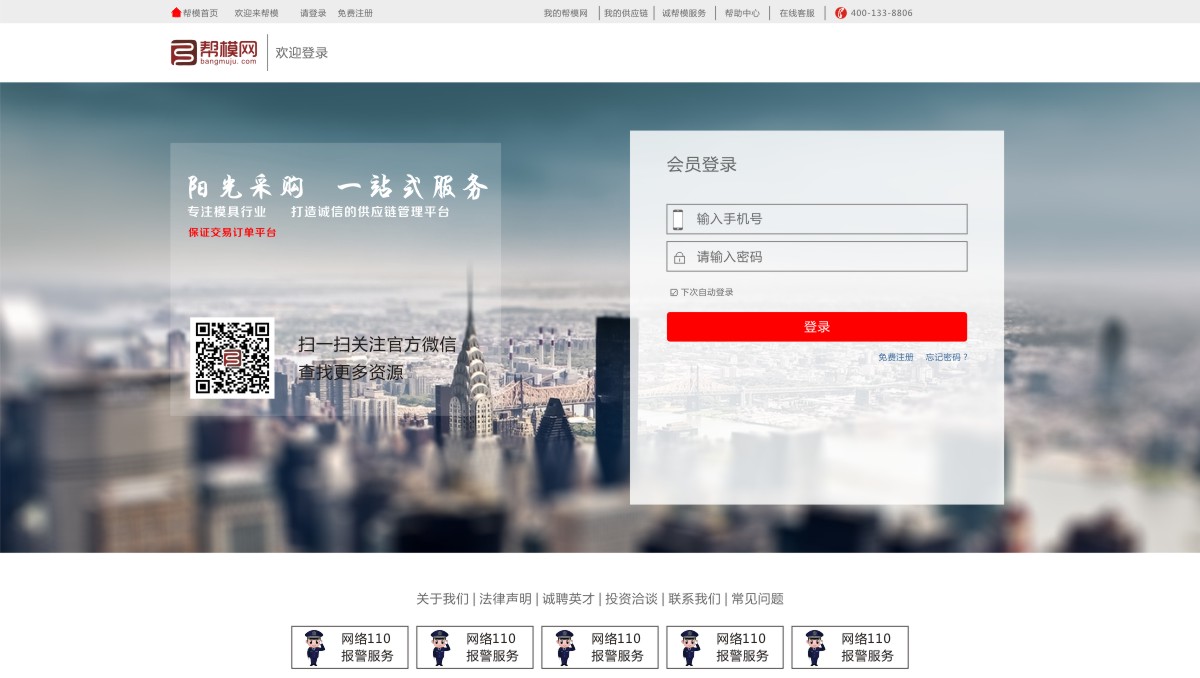 帮模首页 欢迎来帮模 请登录 免费注册 我的帮模网 我的供应链 诚帮模服务 帮助中心 在线客服 400-133-8806
帮模网
bangmuju.com
欢迎登录
阳光采购 一站式服务
专注模具行业 打造诚信的供应链管理平台
保证交易订单平台
扫一扫关注官方微信
查找更多资源
会员登录
输入手机号
请输入密码
下次自动登录
登录
免费注册 忘记密码？
关于我们 | 法律声明 | 诚聘英才 | 投资洽谈 | 联系我们 | 常见问题
网络110
报警服务
网络110
报警服务
网络110
报警服务
网络110
报警服务
网络110
报警服务